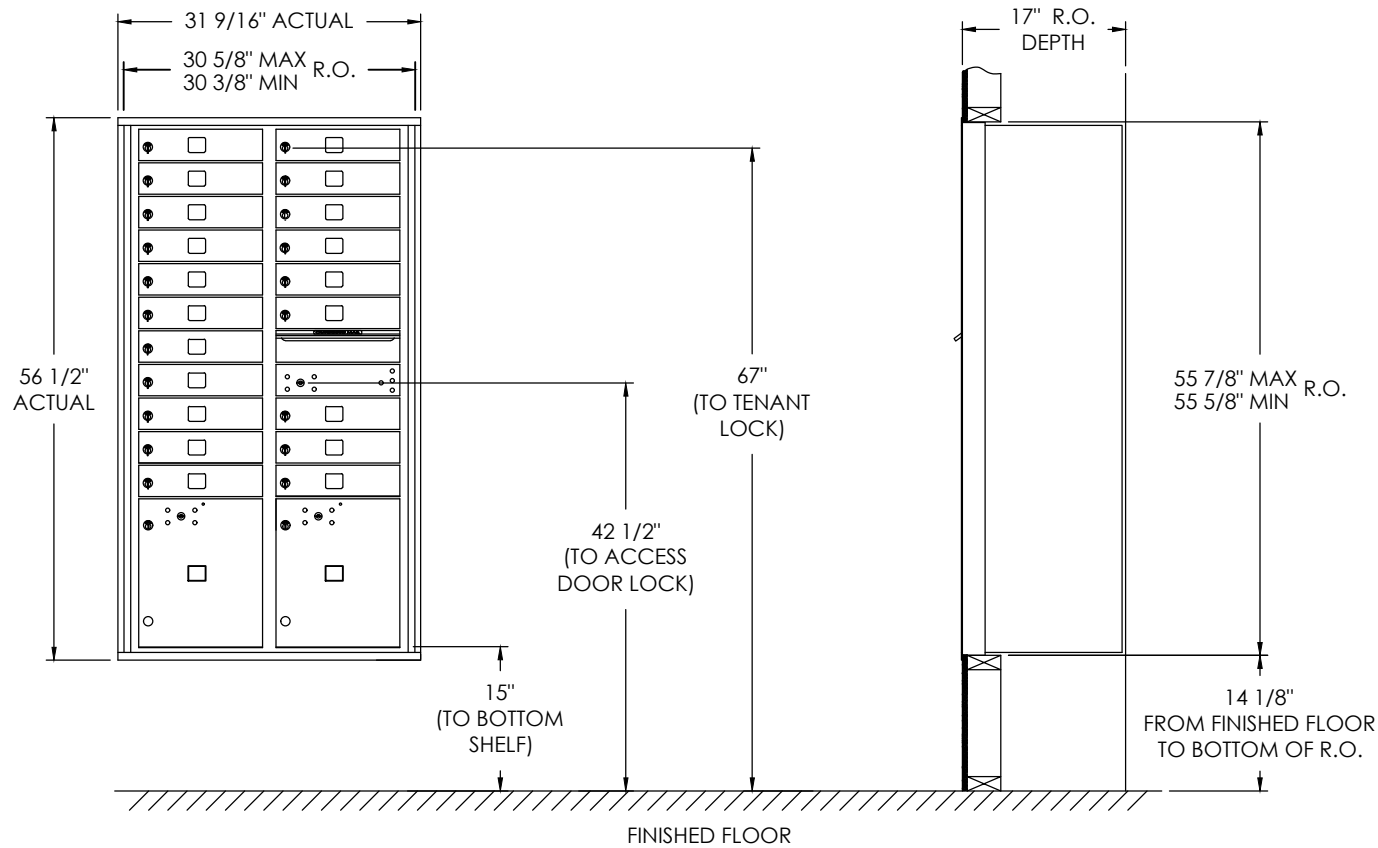 31 9/16" ACTUAL
30 5/8" MAX
30 3/8" MIN
R.O.
17" R.O.
DEPTH
56 1/2"
ACTUAL
67"
(TO TENANT
LOCK)
55 7/8" MAX
55 5/8" MIN
R.O.
42 1/2"
(TO ACCESS
DOOR LOCK)
15"
(TO BOTTOM
SHELF)
14 1/8"
FROM FINISHED FLOOR
TO BOTTOM OF R.O.
FINISHED FLOOR